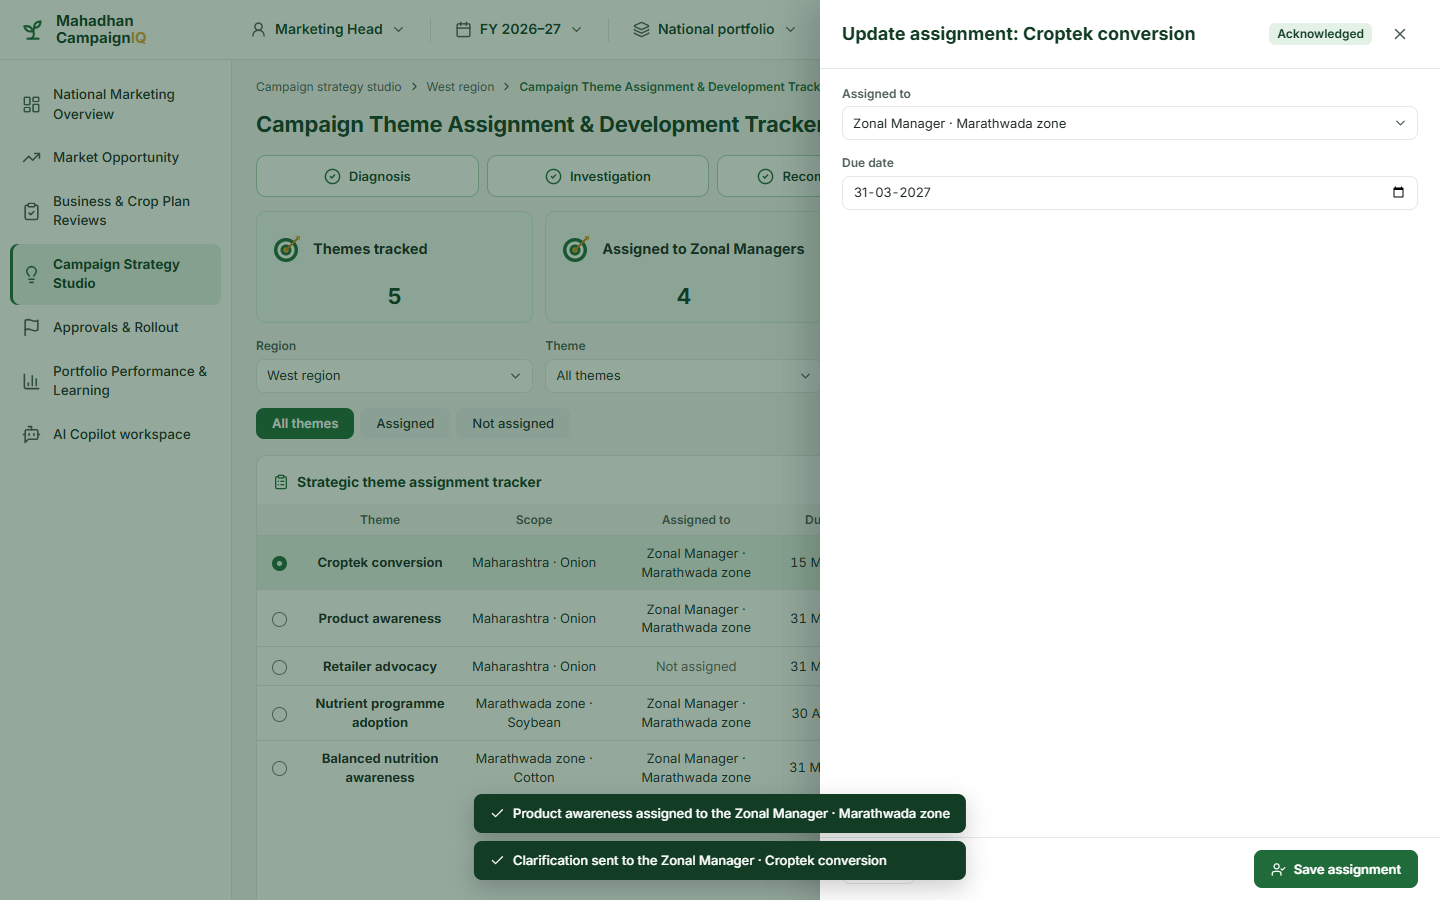 Mahadhan
CampaignIQ
Marketing Head
FY 2026–27
National portfolio
National Marketing
Overview
Market Opportunity
Business & Crop Plan
Reviews
Campaign Strategy
Studio
Approvals & Rollout
Portfolio Performance &
Learning
AI Copilot workspace
Campaign strategy studio > West region > Campaign Theme Assignment & Development Track
Campaign Theme Assignment & Development Tracker
Diagnosis
Investigation
Recon
Themes tracked
5
Assigned to Zonal Managers
4
Region
Theme
West region
All themes
All themes
Assigned
Not assigned
Strategic theme assignment tracker
Theme Scope Assigned to Du
Croptek conversion Maharashtra · Onion Zonal Manager · Marathwada zone 15 M
Product awareness Maharashtra · Onion Zonal Manager · Marathwada zone 31 M
Retailer advocacy Maharashtra · Onion Not assigned 31 M
Nutrient programme adoption Marathwada zone · Soybean Zonal Manager · Marathwada zone 30 A
Balanced nutrition awareness Marathwada zone · Cotton Zonal Manager · Marathwada zone 31 M
Update assignment: Croptek conversion
Acknowledged
Assigned to
Zonal Manager · Marathwada zone
Due date
31-03-2027
Product awareness assigned to the Zonal Manager · Marathwada zone
Clarification sent to the Zonal Manager · Croptek conversion
Save assignment